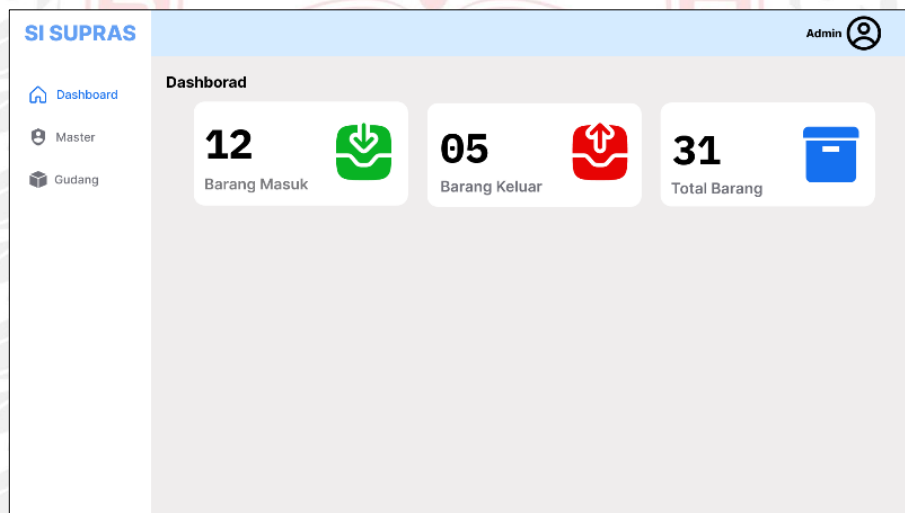 SI SUPRAS
Admin
Dashboard
Master
Gudang
Dashborad
12
Barang Masuk
05
Barang Keluar
31
Total Barang